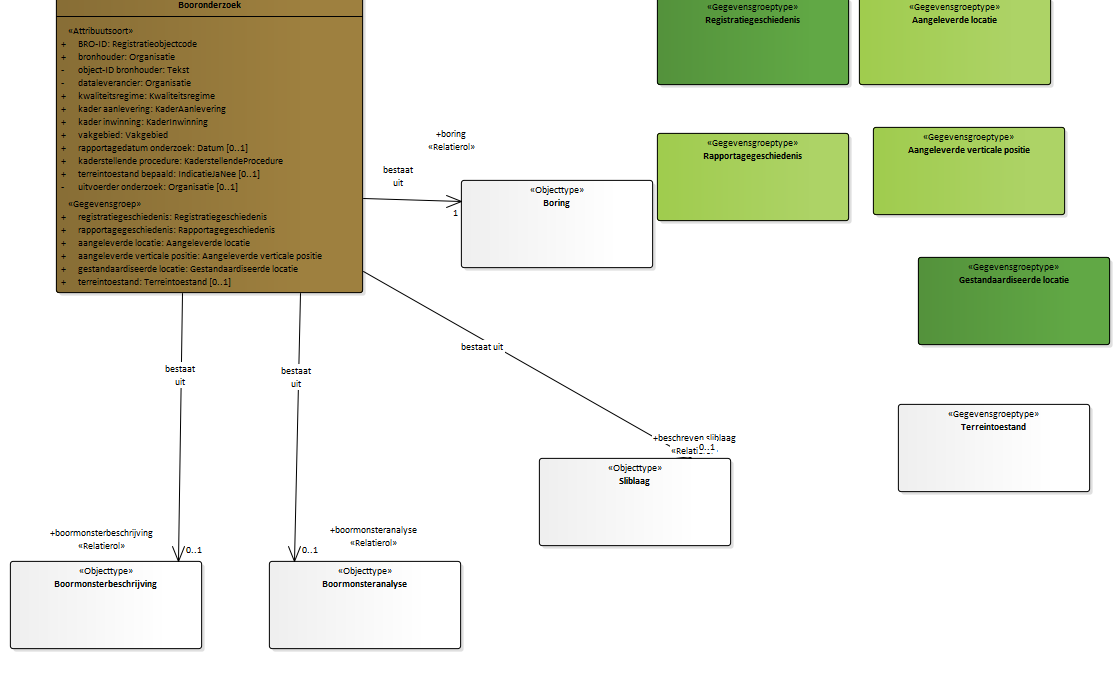 Booronderzoek
«Attribuutsoort»
+ BRO-ID: Registratieobjectcode
+ bronhouder: Organisatie
- object-ID bronhouder: Tekst
- dataleverancier: Organisatie
+ kwaliteitsregime: Kwaliteitsregime
+ kader aanlevering: KaderAanlevering
+ kader inwinning: KaderInwinning
+ vakgebied: Vakgebied
+ rapportagedatum onderzoek: Datum [0..1]
+ kaderstellende procedure: KaderstellendeProcedure
+ terreintoestand bepaald: IndicatieJaNee [0..1]
- uitvoerder onderzoek: Organisatie [0..1]
«Gegevensgroep»
+ registratiegeschiedenis: Registratiegeschiedenis
+ rapportagegeschiedenis: Rapportagegeschiedenis
+ aangeleverde locatie: Aangeleverde locatie
+ aangeleverde verticale positie: Aangeleverde verticale positie
+ gestandaardiseerde locatie: Gestandaardiseerde locatie
+ terreintoestand: Terreintoestand [0..1]
«Gegevensgroeptype»
Registratiegeschiedenis
«Gegevensgroeptype»
Aangeleverde locatie
+boring
«Relatierol»
bestaat
uit
1
«Objecttype»
Boring
«Gegevensgroeptype»
Rapportagegeschiedenis
«Gegevensgroeptype»
Aangeleverde verticale positie
«Gegevensgroeptype»
Gestandaardiseerde locatie
bestaat
uit
bestaat
uit
bestaat uit
+beschreven sliblaag
0..1
«Objecttype»
Sliblaag
«Gegevensgroeptype»
Terreintoestand
+boormonsterbeschrijving
«Relatierol»
0..1
«Objecttype»
Boormonsterbeschrijving
+boormonsteranalyse
«Relatierol»
0..1
«Objecttype»
Boormonsteranalyse